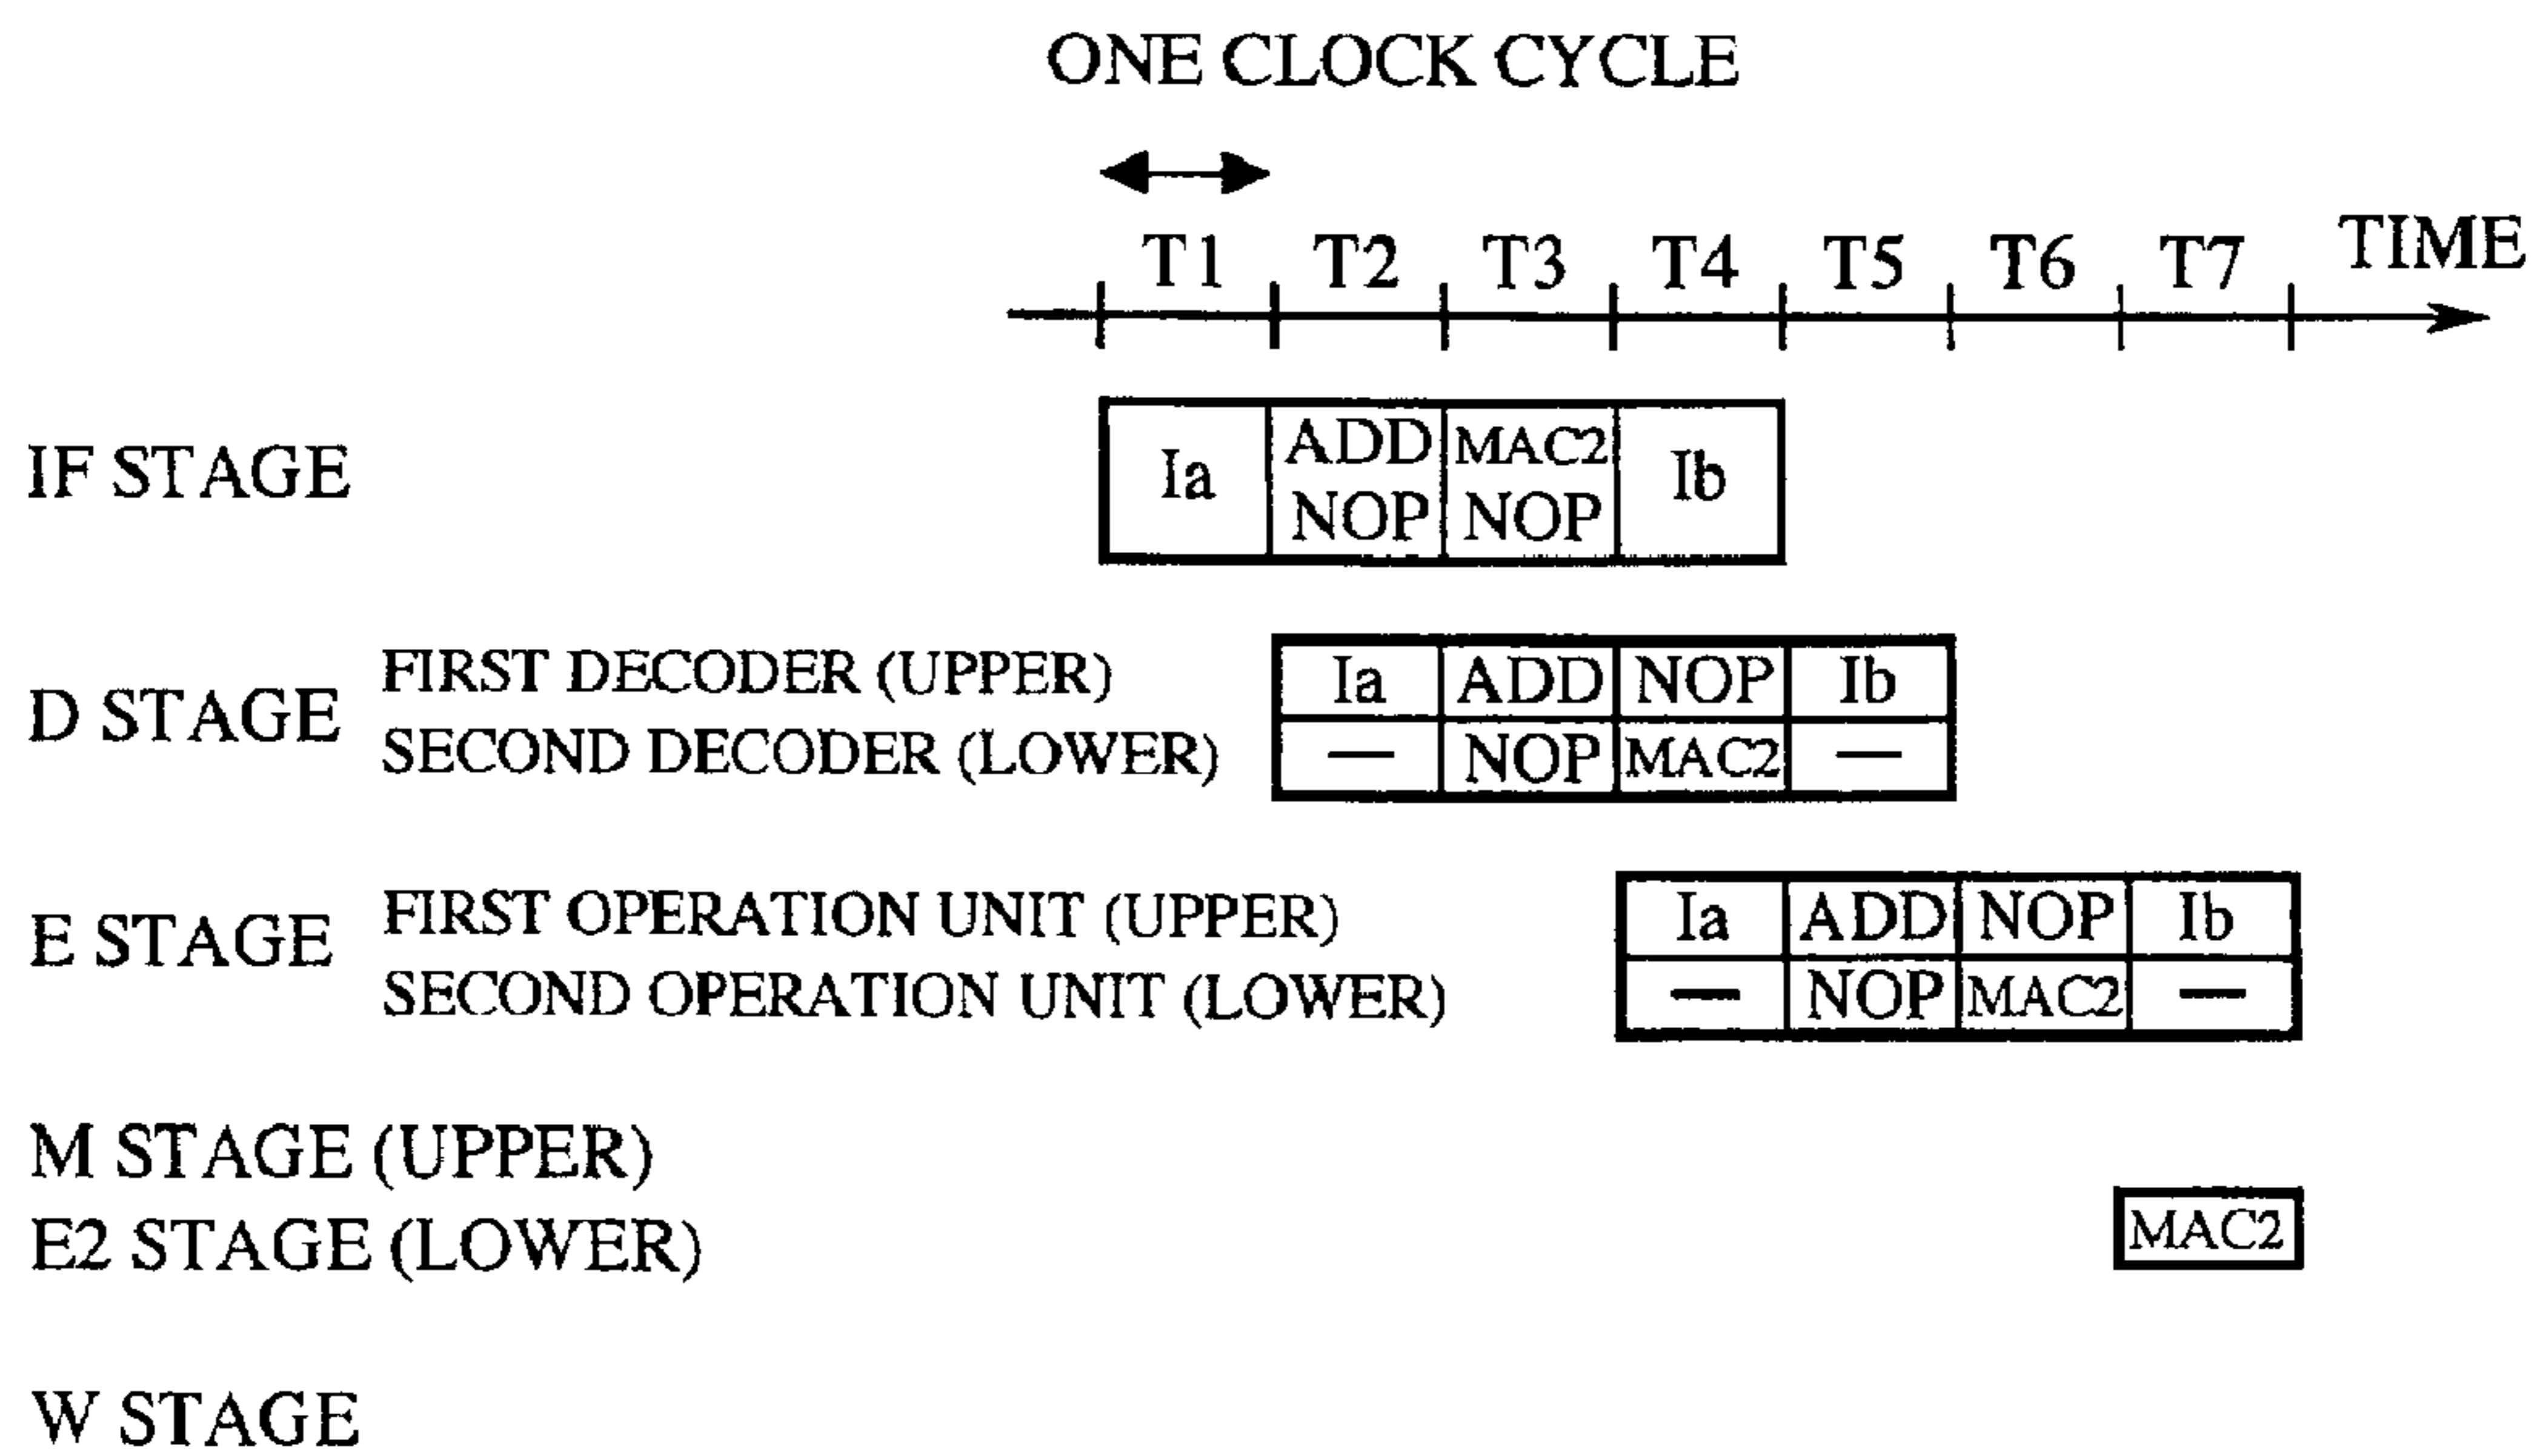 ONE CLOCK CYCLE
T1 T2 T3 T4 T5 T6 T7 TIME
IF STAGE
Ia
ADD
NOP
MAC2
NOP
Ib
D STAGE
FIRST DECODER (UPPER)
Ia ADD NOP Ib
SECOND DECODER (LOWER)
— NOP MAC2 —
E STAGE
FIRST OPERATION UNIT (UPPER)
Ia ADD NOP Ib
SECOND OPERATION UNIT (LOWER)
— NOP MAC2 —
M STAGE (UPPER)
E2 STAGE (LOWER)
MAC2
W STAGE